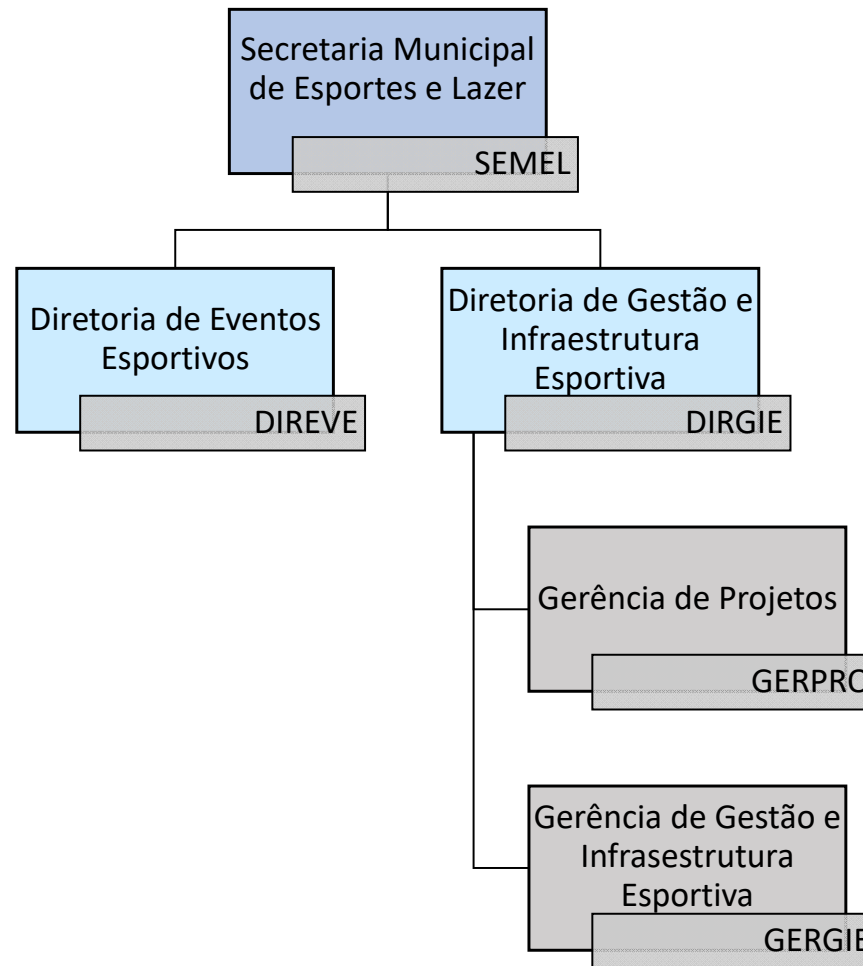 Secretaria Municipal
de Esportes e Lazer
SEMEL
Diretoria de Eventos
Esportivos
DIREVE
Diretoria de Gestão e
Infraestrutura
Esportiva
DIRGIE
Gerência de Projetos
GERPRO
Gerência de Gestão e
Infrasestrutura
Esportiva
GERGIE